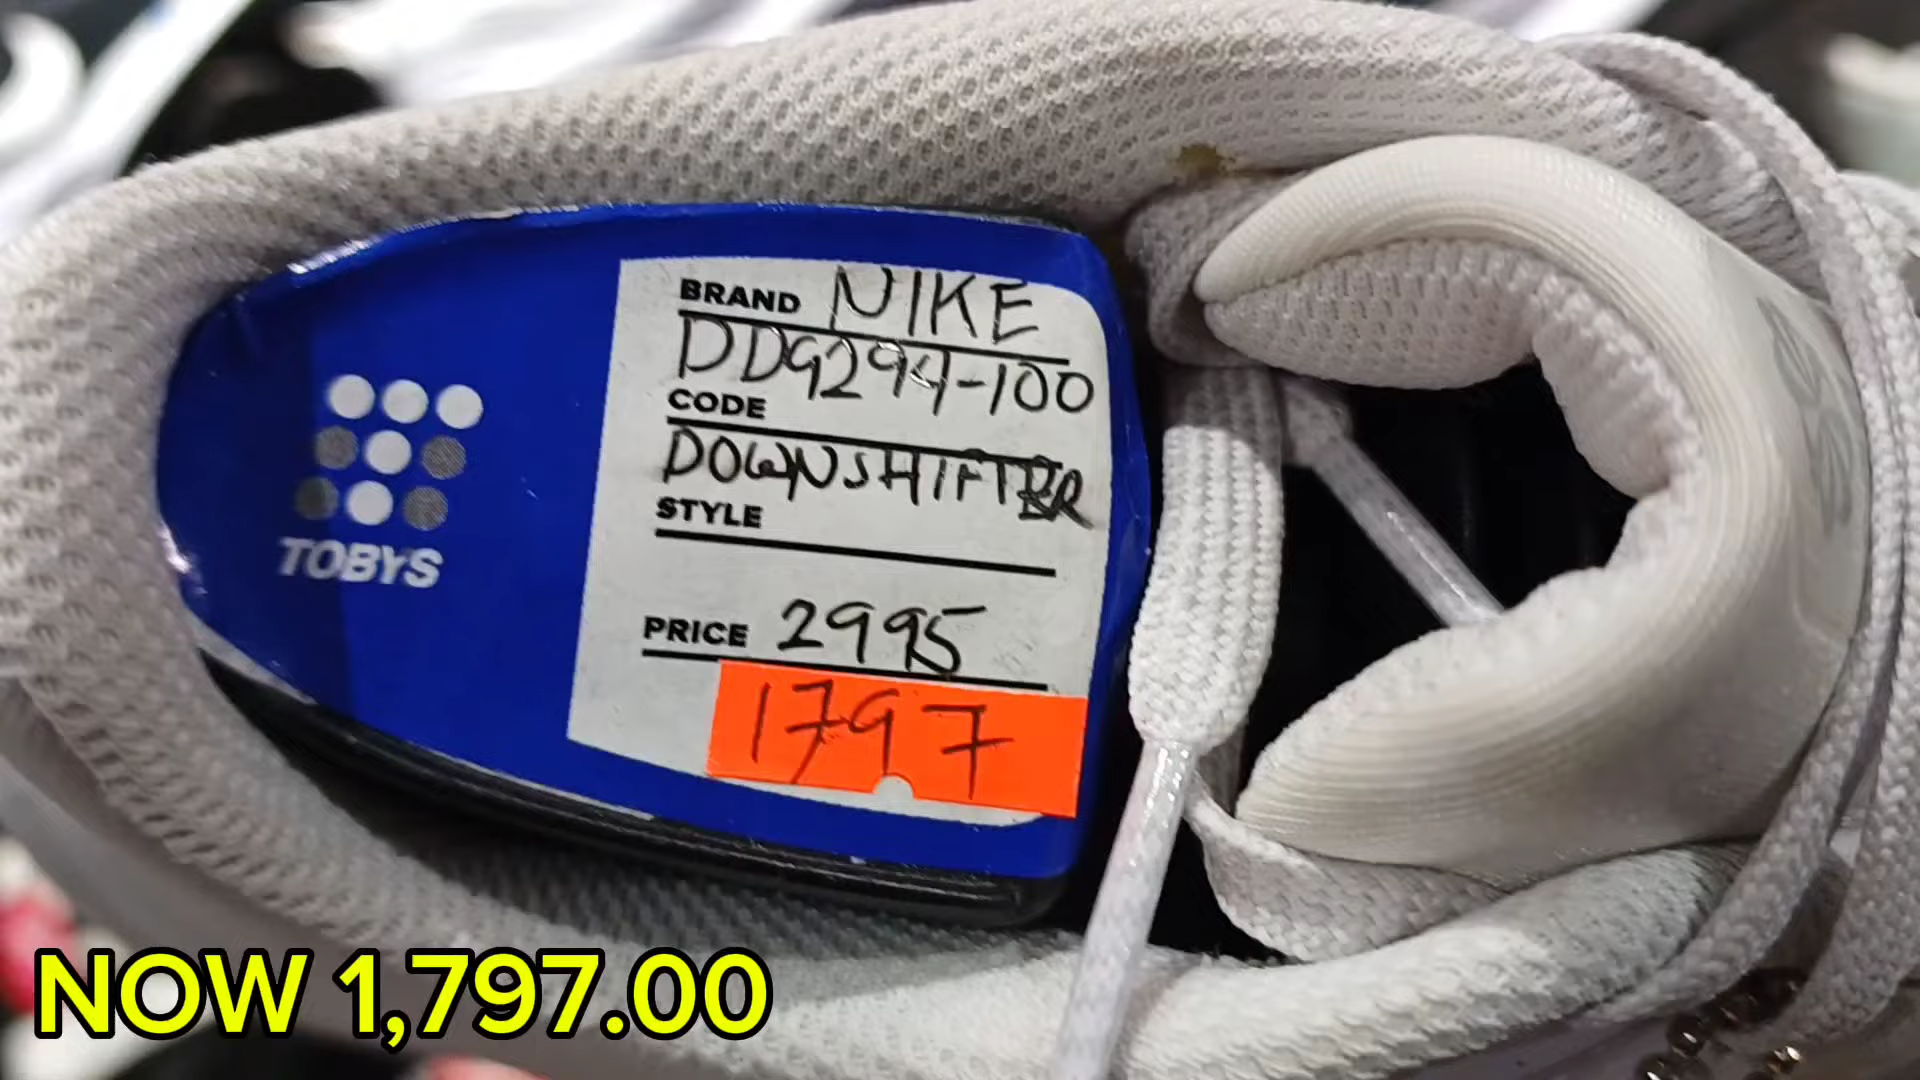 TOBYS
BRAND NIKE
DD9294-100
CODE
DOWNSHIFTER
STYLE
PRICE 2995
1797
NOW 1,797.00